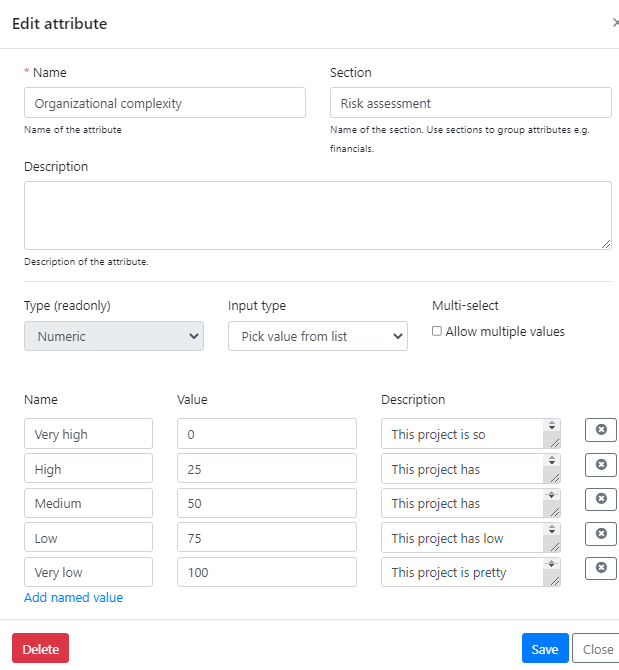 Edit attribute
* Name
Section
Organizational complexity
Risk assessment
Name of the attribute
Name of the section. Use sections to group attributes e.g.
financials.
Description
Description of the attribute.
Type (readonly)
Input type
Multi-select
Numeric
Pick value from list
Allow multiple values
Name
Value
Description
Very high
0
This project is so
High
25
This project has
Medium
50
This project has
Low
75
This project has low
Very low
100
This project is pretty
Add named value
Delete
Save
Close